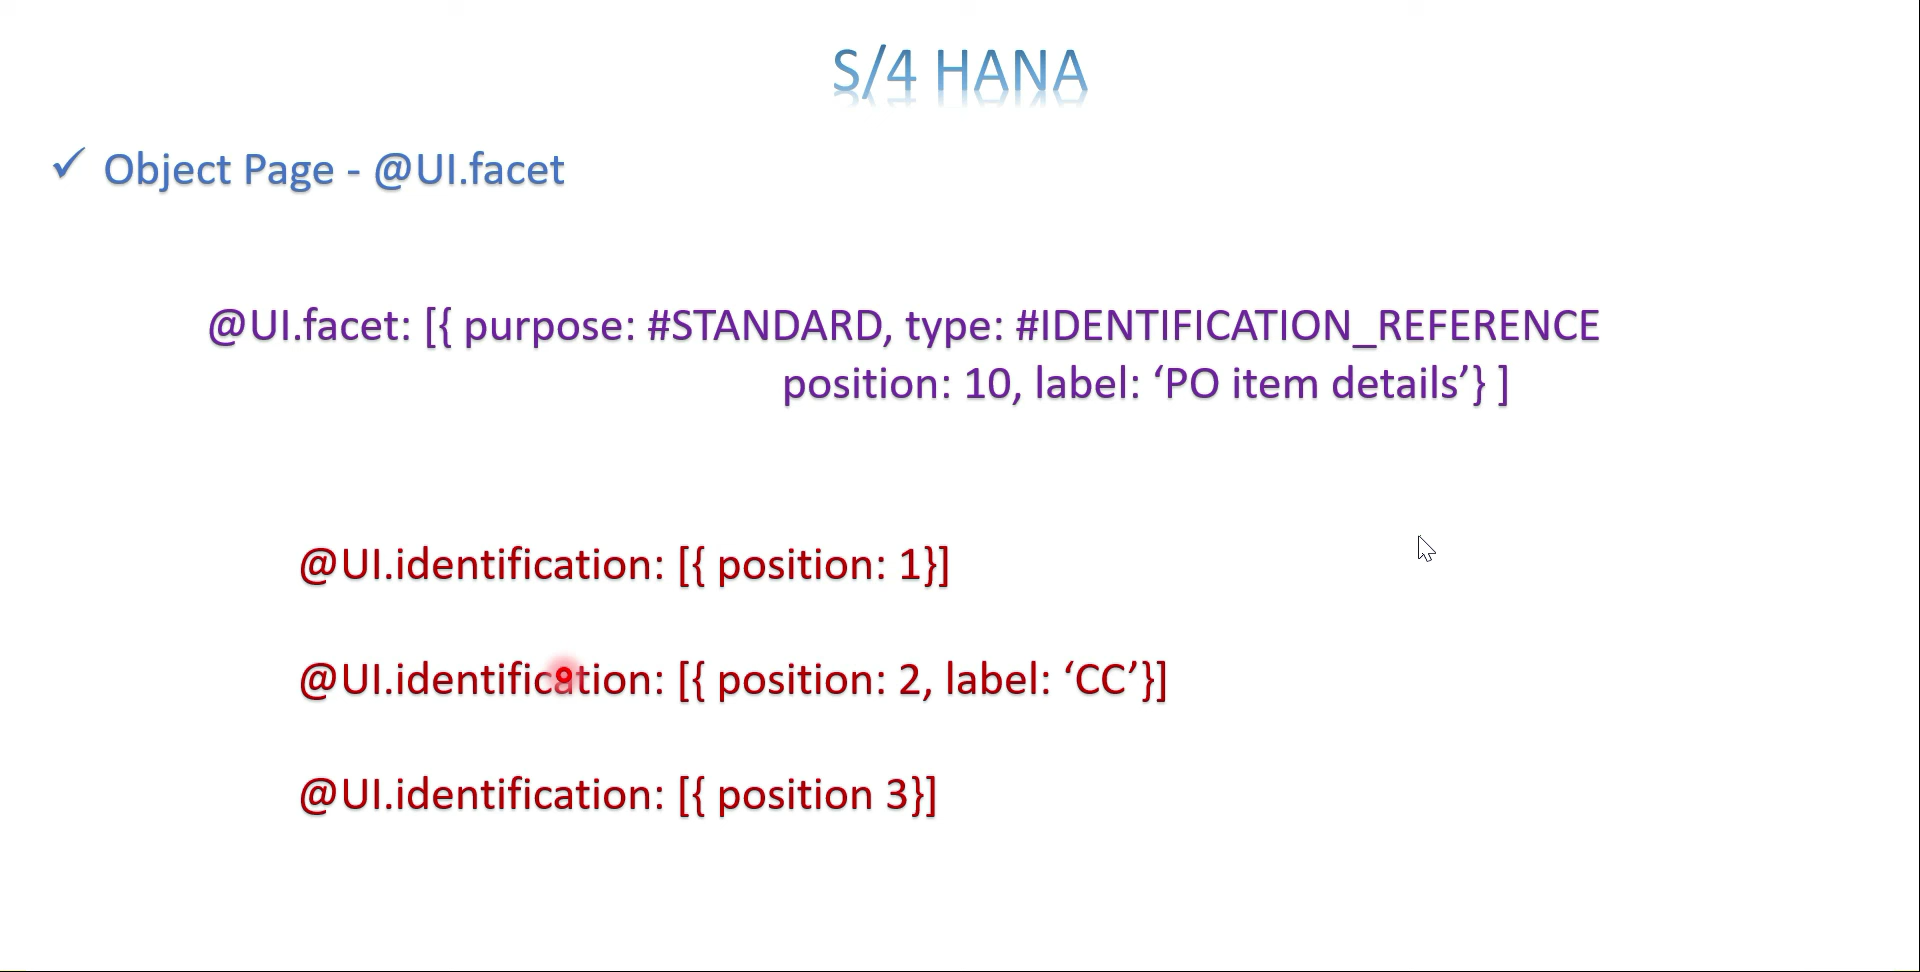 S/4 HANA
✓ Object Page - @UI.facet
@UI.facet: [{ purpose: #STANDARD, type: #IDENTIFICATION_REFERENCE
position: 10, label: ‘PO item details’} ]
@UI.identification: [{ position: 1}]
@UI.identification: [{ position: 2, label: ‘CC’}]
@UI.identification: [{ position 3}]